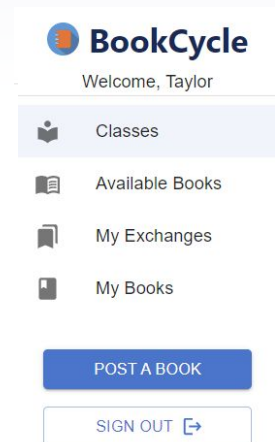 BookCycle
Welcome, Taylor
Classes
Available Books
My Exchanges
My Books
POST A BOOK
SIGN OUT